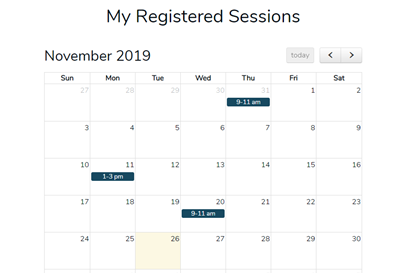 My Registered Sessions
November 2019 today
Sun Mon Tue Wed Thu Fri Sat
27 28 29 30 31 1 2
9-11 am
3 4 5 6 7 8 9
10 11 12 13 14 15 16
1-3 pm
17 18 19 20 21 22 23
9-11 am
24 25 26 27 28 29 30